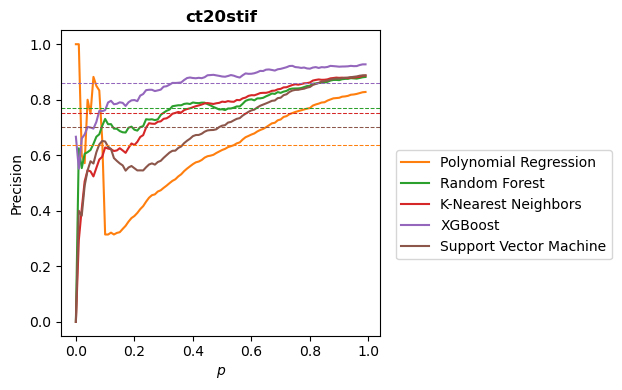 ct20stif
1.0
0.8
0.6
0.4
0.2
0.0
Precision
0.0 0.2 0.4 0.6 0.8 1.0
p
Polynomial Regression
Random Forest
K-Nearest Neighbors
XGBoost
Support Vector Machine